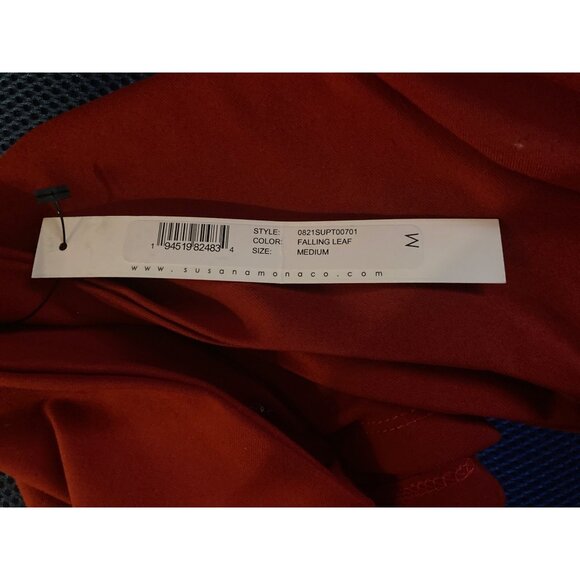 STYLE: 0821SUPT00701
COLOR: FALLING LEAF
SIZE: MEDIUM
M
1 94519 82483 4
www.susanamonaco.com